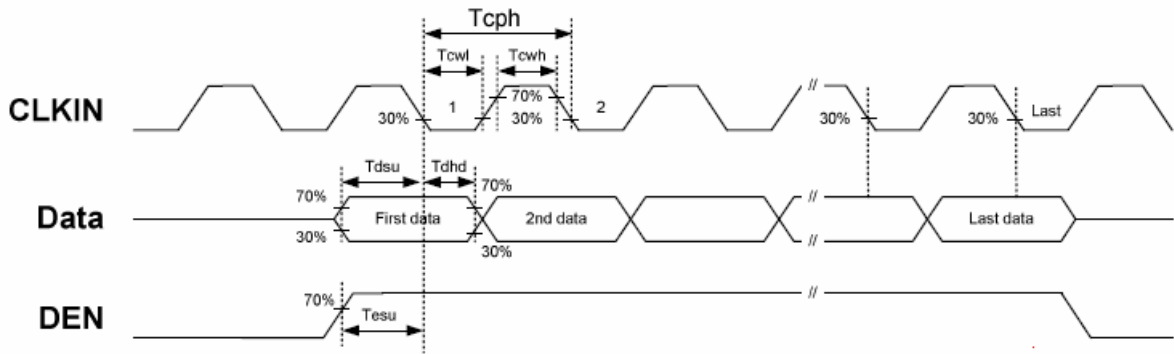 Tcph
Tcwl Tcwh
CLKIN 30% 1 70% 30% 2 // 30% 30% Last
Tdsu Tdhd
70% 70%
Data First data 2nd data // // Last data
30% 30%
70% //
DEN Tesu